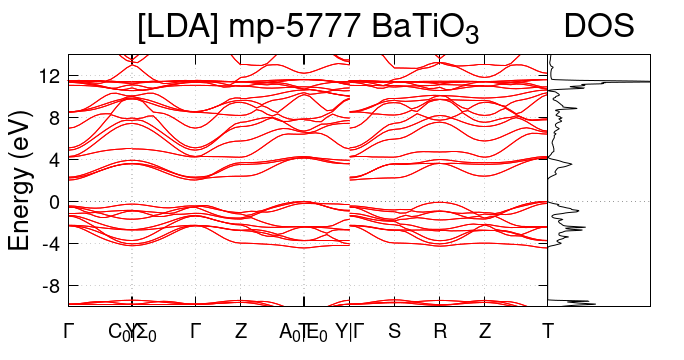 [LDA] mp-5777 BaTiO3 DOS
Energy (eV)
12
8
4
0
-4
-8
Γ C0|Y Σ0 Γ Z A0|T E0 Y|Γ S R Z T